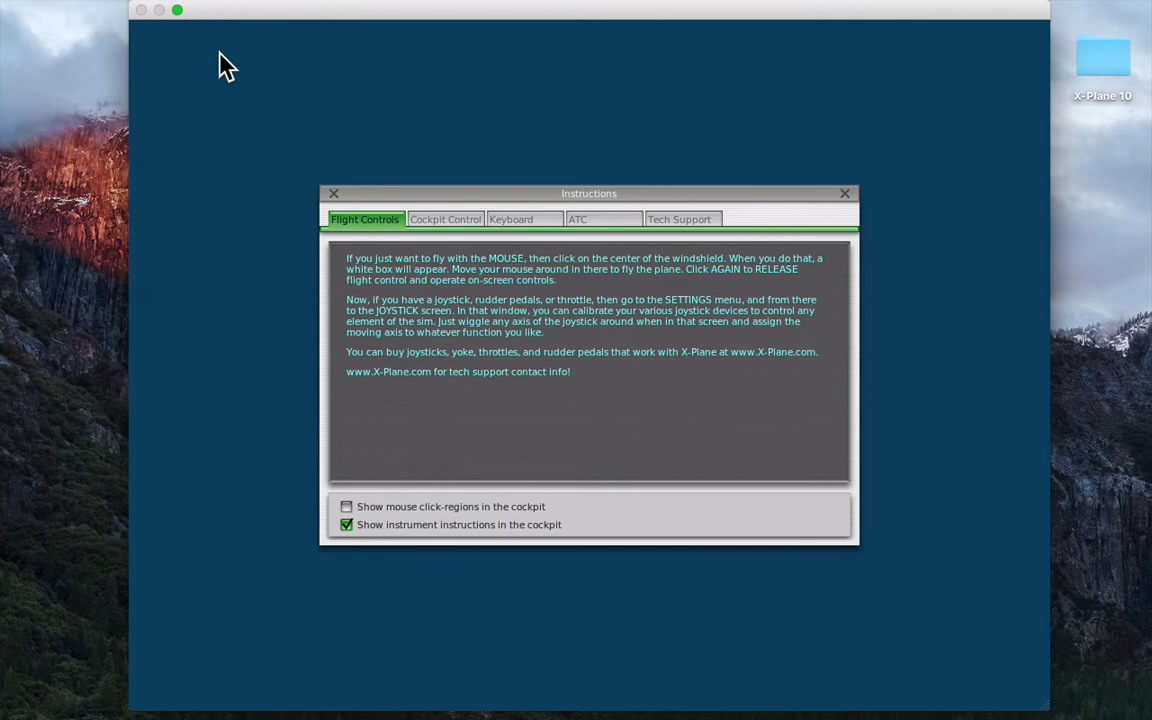 X-Plane 10
Instructions
Flight Controls
Cockpit Control
Keyboard
ATC
Tech Support
If you just want to fly with the MOUSE, then click on the center of the windshield. When you do that, a
white box will appear. Move your mouse around in there to fly the plane. Click AGAIN to RELEASE
flight control and operate on-screen controls.
Now, if you have a joystick, rudder pedals, or throttle, then go to the SETTINGS menu, and from there
to the JOYSTICK screen. In that window, you can calibrate your various joystick devices to control any
element of the sim. Just wiggle any axis of the joystick around when in that screen and assign the
moving axis to whatever function you like.
You can buy joysticks, yoke, throttles, and rudder pedals that work with X-Plane at www.X-Plane.com.
www.X-Plane.com for tech support contact info!
Show mouse click-regions in the cockpit
Show instrument instructions in the cockpit